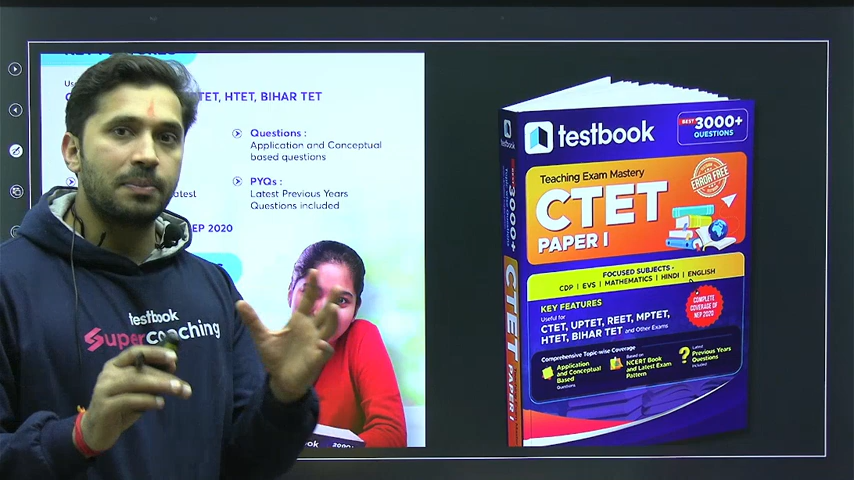 Us
TET, HTET, BIHAR TET
Questions :
Application and Conceptual
based questions
PYQs :
Latest Previous Years
Questions included
atest
EP 2020
testbook
Supercoaching
testbook
BEST 3000+
QUESTIONS
Teaching Exam Mastery
CTET
PAPER I
ERROR FREE
FOCUSED SUBJECTS -
CDP | EVS | MATHEMATICS | HINDI | ENGLISH
KEY FEATURES
Useful for
CTET, UPTET, REET, MPTET,
HTET, BIHAR TET and Other Exams
COMPLETE
COVERAGE OF
NEP 2020
Comprehensive Topic-wise Coverage
Application
and Conceptual
Based
Questions
Based on
NCERT Book
and Latest Exam
Pattern
Latest
Previous Years
Questions
Included
BEST 3000+
CTET PAPER I